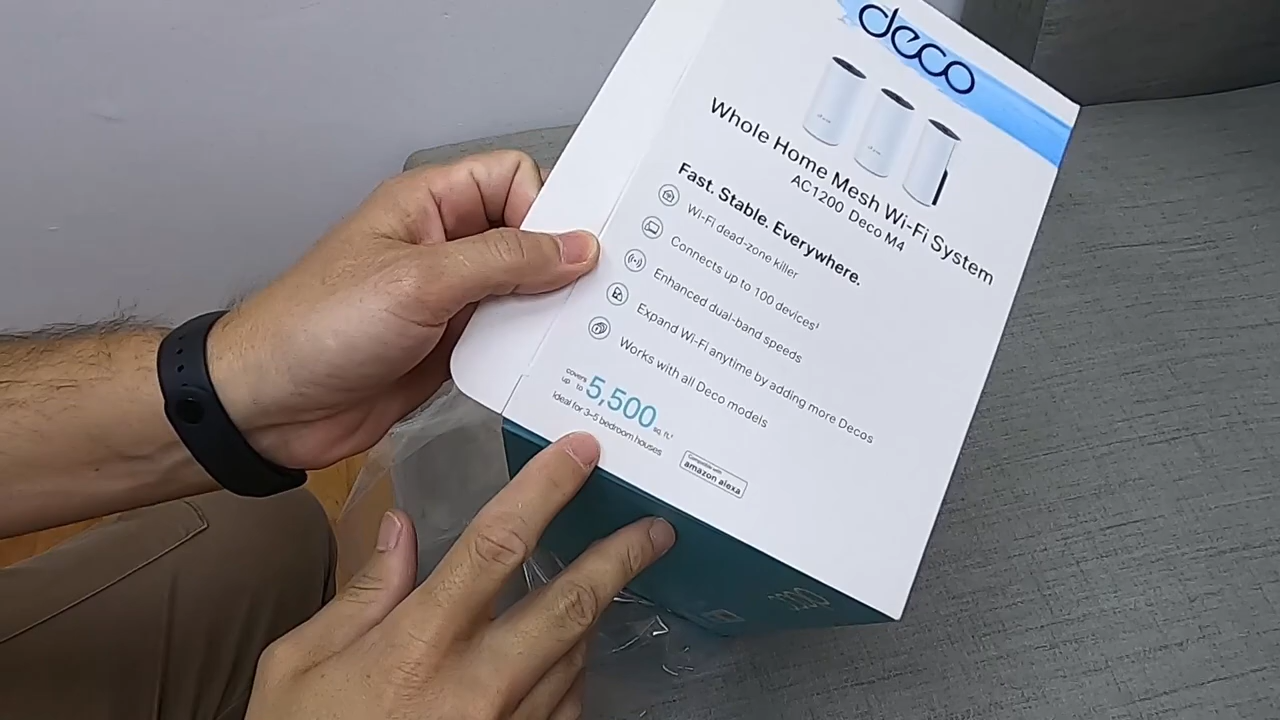 deco
Whole Home Mesh Wi-Fi System
AC1200 Deco M4
Fast. Stable. Everywhere.
Wi-Fi dead-zone killer
Connects up to 100 devices¹
Enhanced dual-band speeds
Expand Wi-Fi anytime by adding more Decos
Works with all Deco models
covers
up to 5,500 sq. ft.
Ideal for 3-5 bedroom houses
Compatible with
amazon alexa